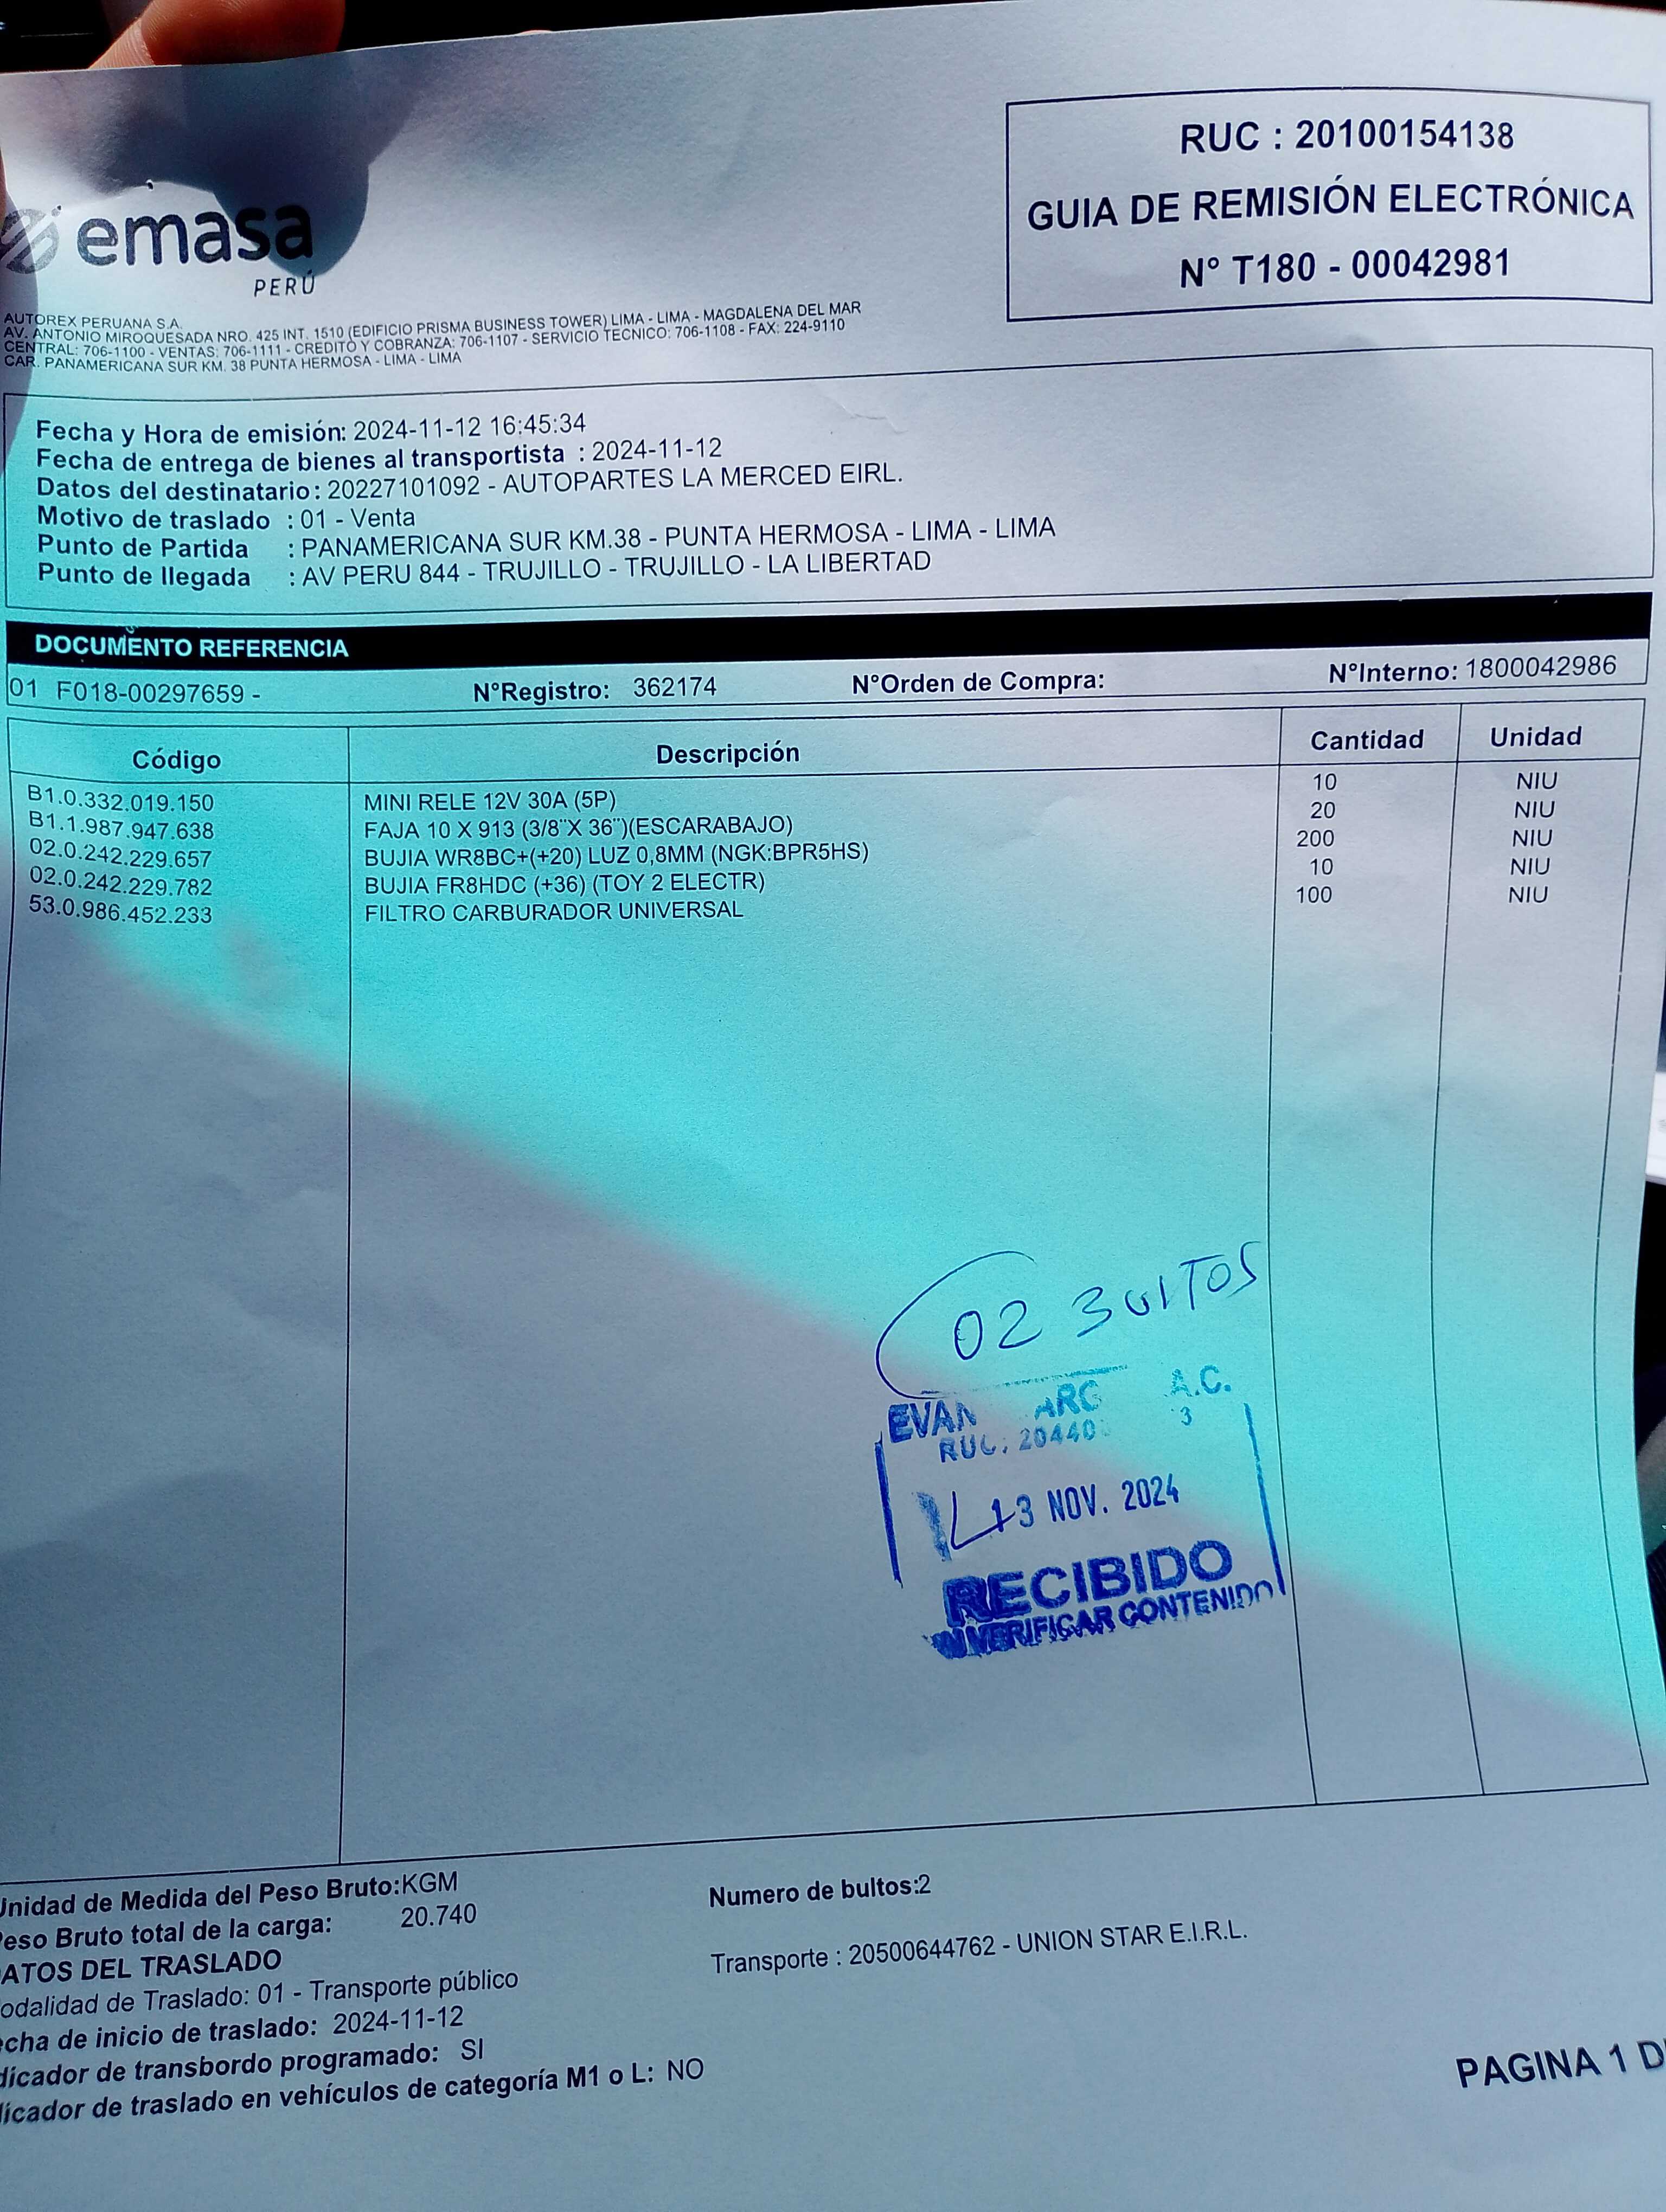 RUC : 20100154138
GUIA DE REMISIÓN ELECTRÓNICA
N° T180 - 00042981
emasa
PERÚ
AUTOREX PERUANA S.A.
AV. ANTONIO MIROQUESADA NRO. 425 INT. 1510 (EDIFICIO PRISMA BUSINESS TOWER) LIMA - LIMA - MAGDALENA DEL MAR
CENTRAL: 706-1100 - VENTAS: 706-1111 - CREDITO Y COBRANZA: 706-1107 - SERVICIO TECNICO: 706-1108 - FAX: 224-9110
CAR. PANAMERICANA SUR KM. 38 PUNTA HERMOSA - LIMA - LIMA
Fecha y Hora de emisión: 2024-11-12 16:45:34
Fecha de entrega de bienes al transportista : 2024-11-12
Datos del destinatario: 20227101092 - AUTOPARTES LA MERCED EIRL.
Motivo de traslado : 01 - Venta
Punto de Partida : PANAMERICANA SUR KM.38 - PUNTA HERMOSA - LIMA - LIMA
Punto de llegada : AV PERU 844 - TRUJILLO - TRUJILLO - LA LIBERTAD
DOCUMENTO REFERENCIA
01 F018-00297659 - N°Registro: 362174 N°Orden de Compra: N°Interno: 1800042986
Código Descripción Cantidad Unidad
B1.0.332.019.150 MINI RELE 12V 30A (5P) 10 NIU
B1.1.987.947.638 FAJA 10 X 913 (3/8"X 36")(ESCARABAJO) 20 NIU
02.0.242.229.657 BUJIA WR8BC+(+20) LUZ 0,8MM (NGK:BPR5HS) 200 NIU
02.0.242.229.782 BUJIA FR8HDC (+36) (TOY 2 ELECTR) 10 NIU
53.0.986.452.233 FILTRO CARBURADOR UNIVERSAL 100 NIU
02 BULTOS
EVAN ARG A.C.
RUC. 20440 3
13 NOV. 2024
RECIBIDO
VERIFICAR CONTENIDO
Unidad de Medida del Peso Bruto:KGM
Peso Bruto total de la carga: 20.740
Numero de bultos:2
DATOS DEL TRASLADO
Transporte : 20500644762 - UNION STAR E.I.R.L.
odalidad de Traslado: 01 - Transporte público
echa de inicio de traslado: 2024-11-12
dicador de transbordo programado: SI
dicador de traslado en vehículos de categoría M1 o L: NO
PAGINA 1 D